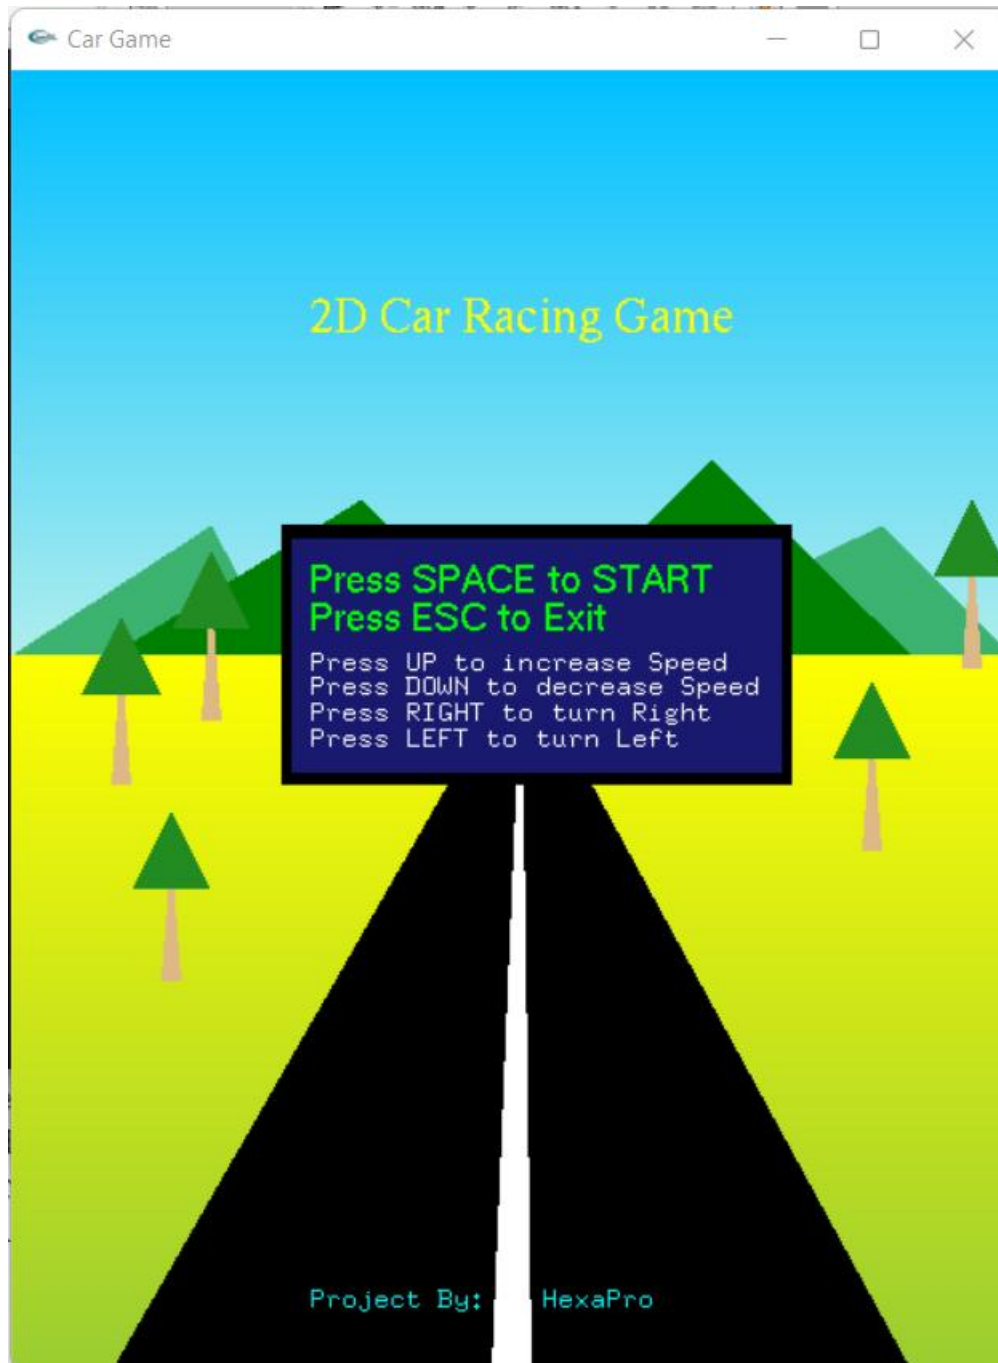 Car Game
2D Car Racing Game
Press SPACE to START
Press ESC to Exit
Press UP to increase Speed
Press DOWN to decrease Speed
Press RIGHT to turn Right
Press LEFT to turn Left
Project By: HexaPro